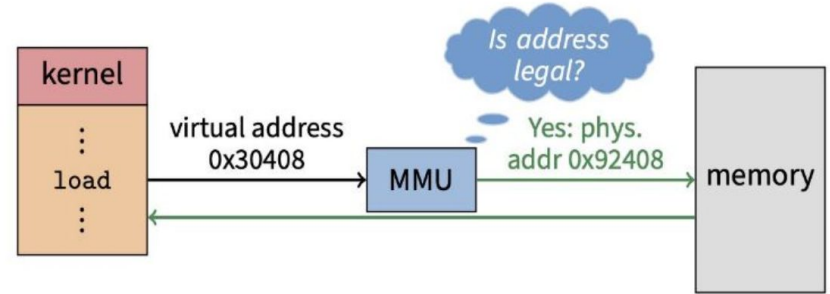 kernel
⋮
load
⋮
virtual address
0x30408
MMU
Is address
legal?
Yes: phys.
addr 0x92408
memory